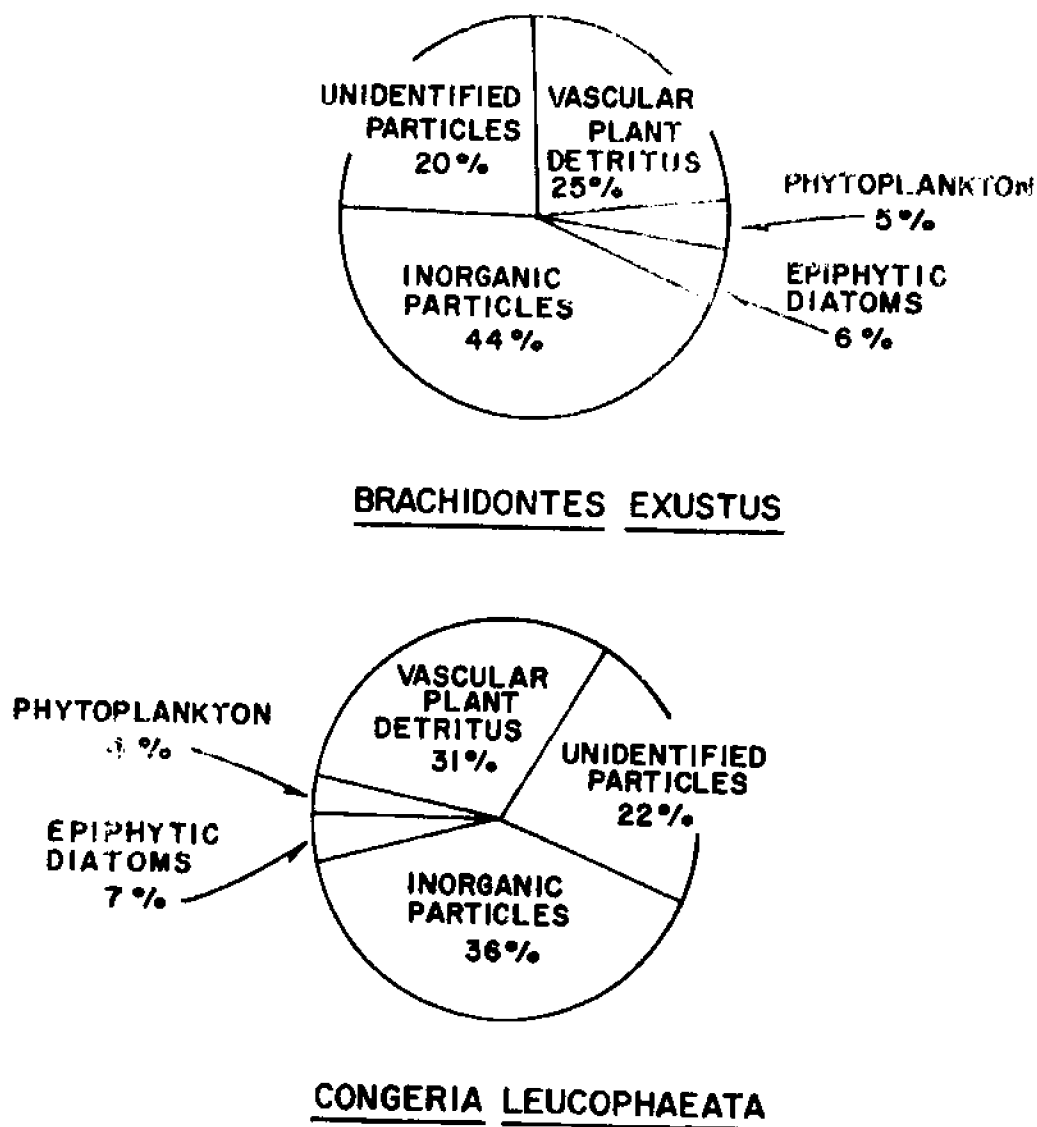 UNIDENTIFIED
PARTICLES
20%
VASCULAR
PLANT
DETRITUS
25%
PHYTOPLANKTON
5%
EPIPHYTIC
DIATOMS
6%
INORGANIC
PARTICLES
44%
BRACHIDONTES EXUSTUS
VASCULAR
PLANT
DETRITUS
31%
PHYTOPLANKTON
%
UNIDENTIFIED
PARTICLES
22%
EPIPHYTIC
DIATOMS
7%
INORGANIC
PARTICLES
36%
CONGERIA LEUCOPHAEATA